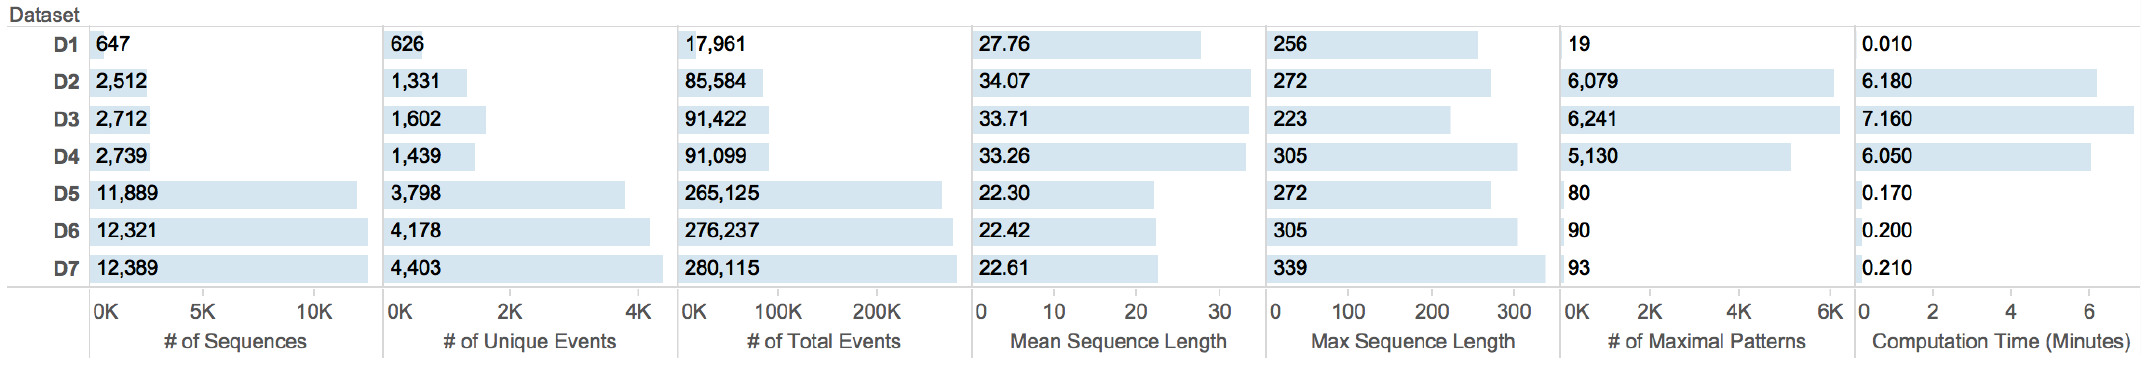 Dataset
D1 647 626 17,961 27.76 256 19 0.010
D2 2,512 1,331 85,584 34.07 272 6,079 6.180
D3 2,712 1,602 91,422 33.71 223 6,241 7.160
D4 2,739 1,439 91,099 33.26 305 5,130 6.050
D5 11,889 3,798 265,125 22.30 272 80 0.170
D6 12,321 4,178 276,237 22.42 305 90 0.200
D7 12,389 4,403 280,115 22.61 339 93 0.210
0K 5K 10K 0K 2K 4K 0K 100K 200K 0 10 20 30 0 100 200 300 0K 2K 4K 6K 0 2 4 6
# of Sequences # of Unique Events # of Total Events Mean Sequence Length Max Sequence Length # of Maximal Patterns Computation Time (Minutes)